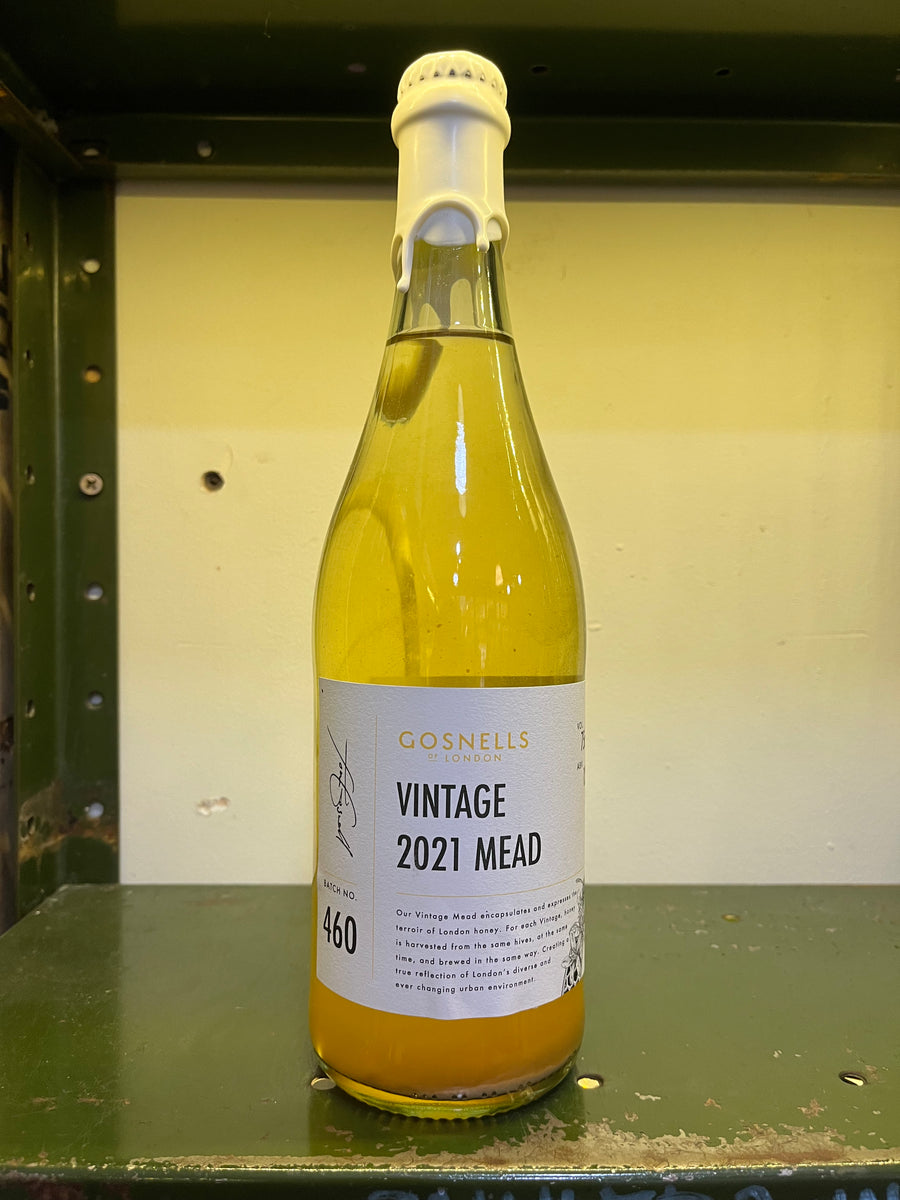 GOSNELLS
OF LONDON
VINTAGE
2021 MEAD
BATCH NO.
460
Our Vintage Mead encapsulates and expresses the
terroir of London honey. For each Vintage, honey
is harvested from the same hives, at the same
time, and brewed in the same way. Creating a
true reflection of London's diverse and
ever changing urban environment.
VOL